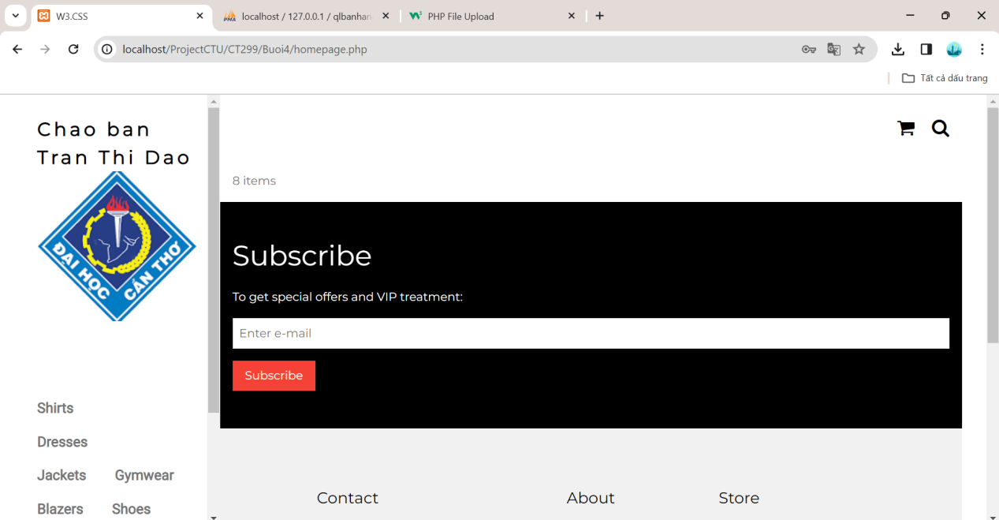 W3.CSS
localhost / 127.0.0.1 / qlbanhan
PHP File Upload
localhost/ProjectCTU/CT299/Buoi4/homepage.php
Tất cả dấu trang
Chao ban
Tran Thi Dao
ĐẠI HỌC CẦN THƠ
Shirts
Dresses
Jackets Gymwear
Blazers Shoes
8 items
Subscribe
To get special offers and VIP treatment:
Enter e-mail
Subscribe
Contact About Store